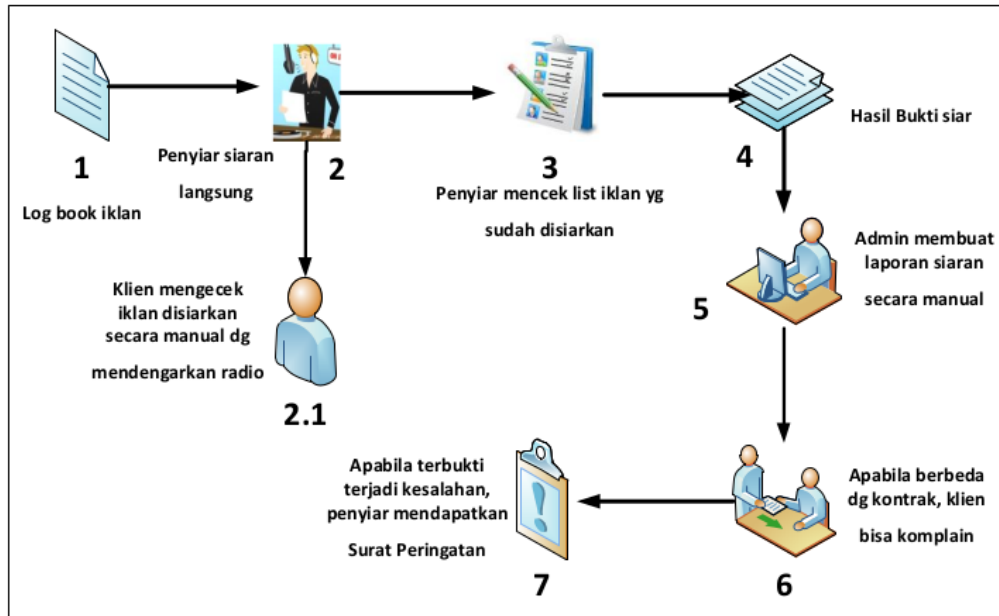 1
Log book iklan
Penyiar siaran
langsung
2
3
Penyiar mencek list iklan yg
sudah disiarkan
4
Hasil Bukti siar
Klien mengecek
iklan disiarkan
secara manual dg
mendengarkan radio
2.1
5
Admin membuat
laporan siaran
secara manual
Apabila berbeda
dg kontrak, klien
bisa komplain
6
Apabila terbukti
terjadi kesalahan,
penyiar mendapatkan
Surat Peringatan
7